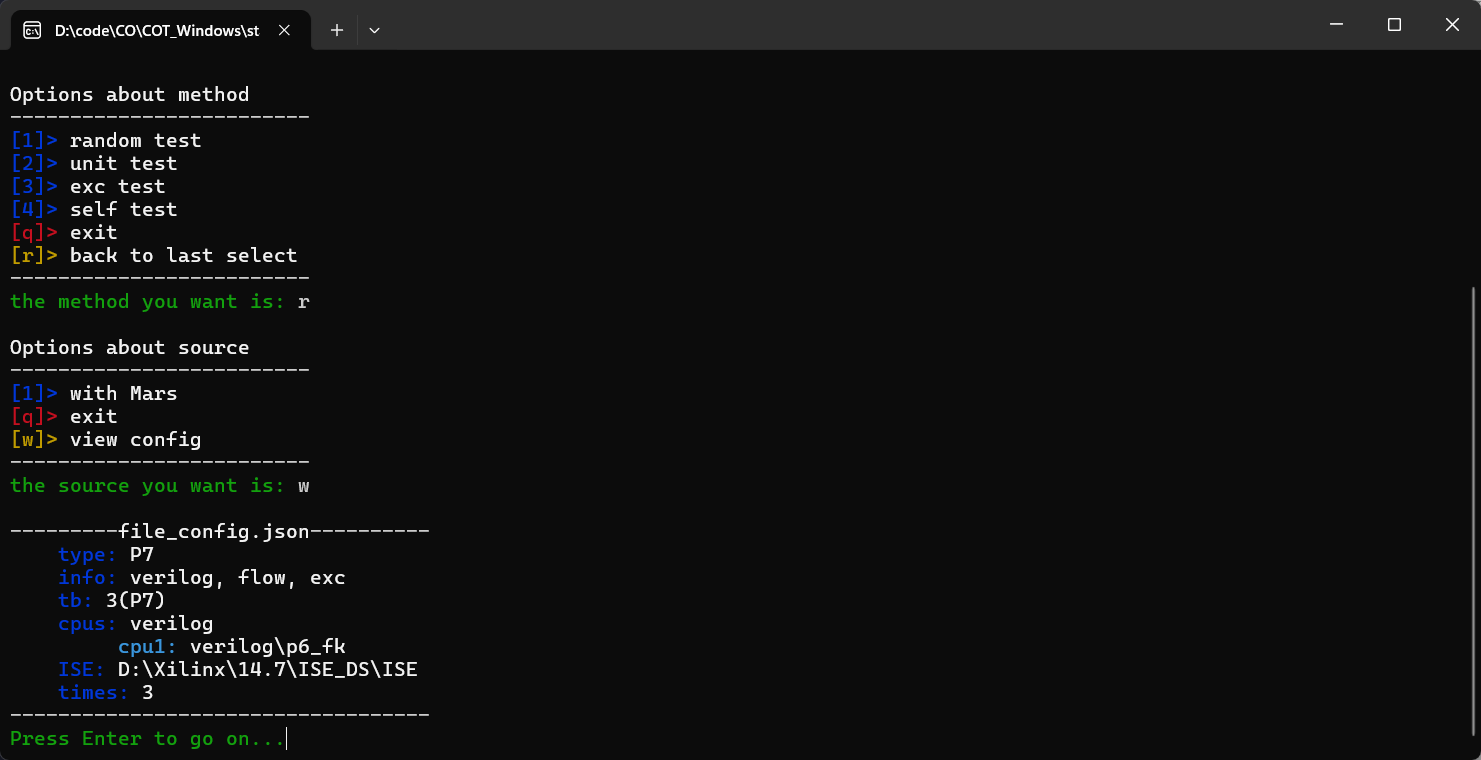 D:\code\CO\COT_Windows\st
Options about method
-------------------------
[1]> random test
[2]> unit test
[3]> exc test
[4]> self test
[q]> exit
[r]> back to last select
-------------------------
the method you want is: r
Options about source
-------------------------
[1]> with Mars
[q]> exit
[w]> view config
-------------------------
the source you want is: w
---------file_config.json----------
type: P7
info: verilog, flow, exc
tb: 3(P7)
cpus: verilog
cpu1: verilog\p6_fk
ISE: D:\Xilinx\14.7\ISE_DS\ISE
times: 3
-----------------------------------
Press Enter to go on...